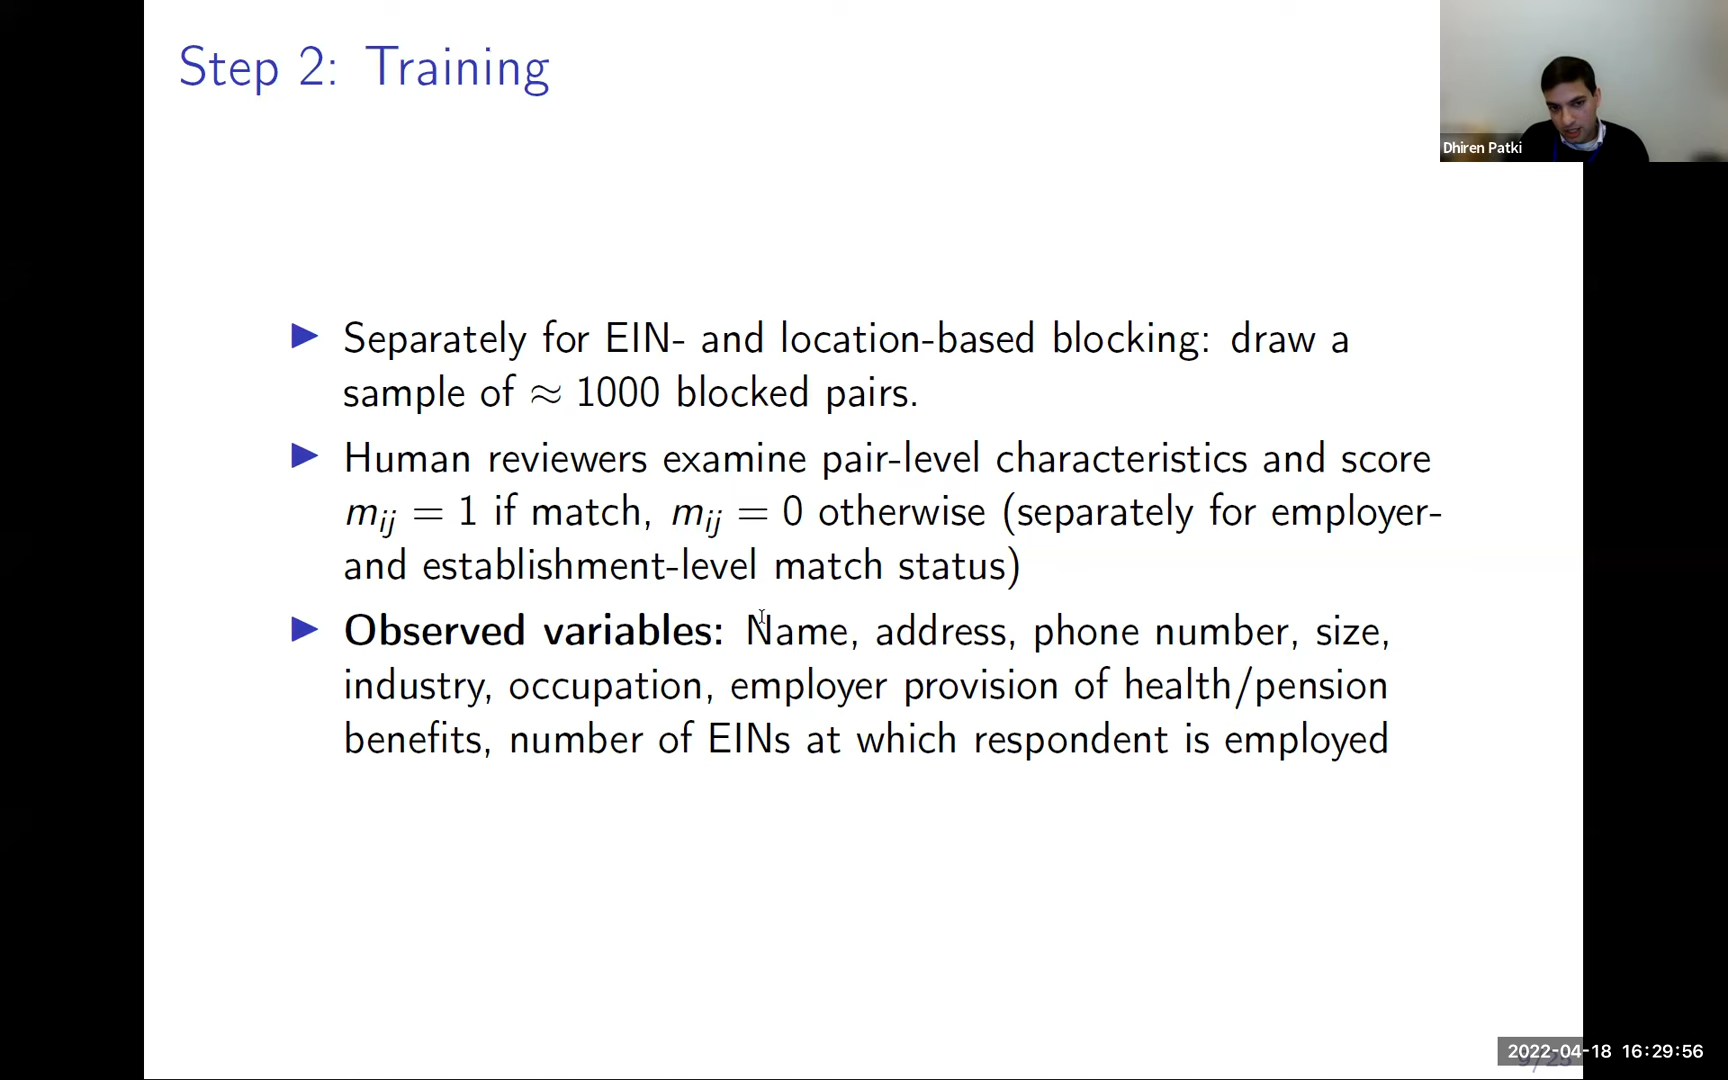 Step 2: Training
Dhiren Patki
▶ Separately for EIN- and location-based blocking: draw a
sample of ≈ 1000 blocked pairs.
▶ Human reviewers examine pair-level characteristics and score
m_ij = 1 if match, m_ij = 0 otherwise (separately for employer-
and establishment-level match status)
▶ Observed variables: Name, address, phone number, size,
industry, occupation, employer provision of health/pension
benefits, number of EINs at which respondent is employed
2022-04-18 16:29:56